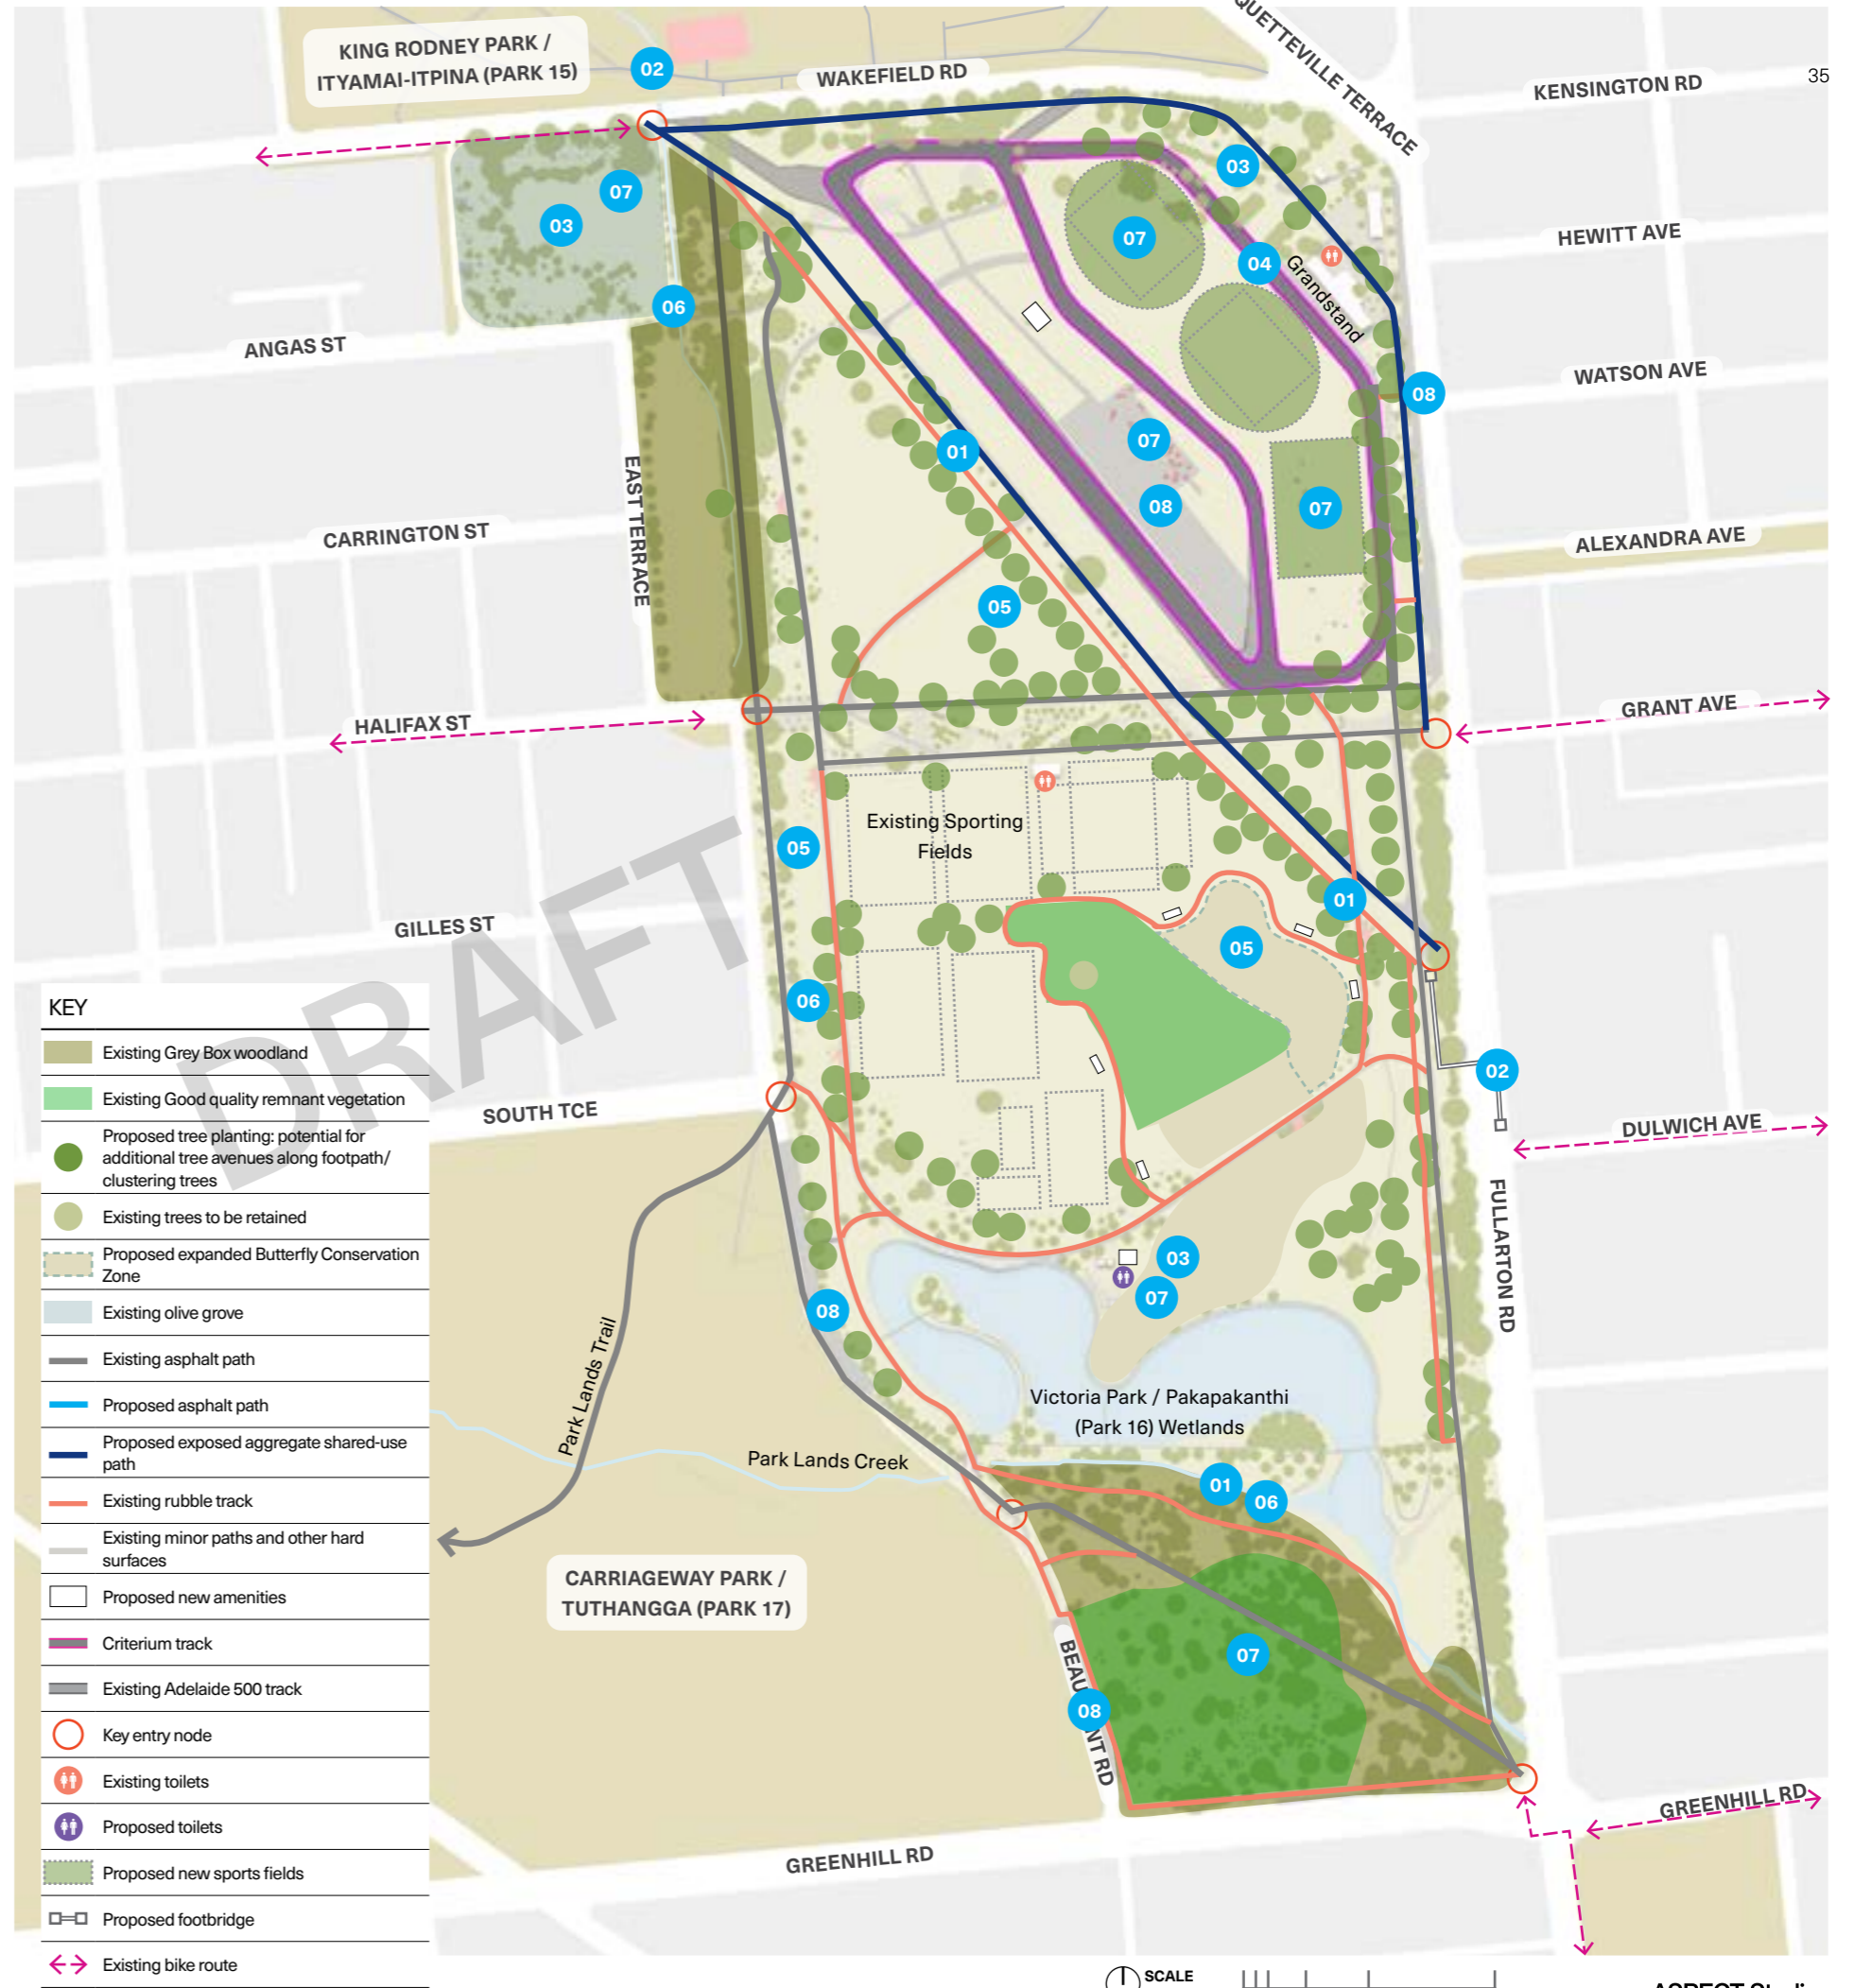 QUETTEVILLE TERRACE
KING RODNEY PARK /
ITYAMAI-ITPINA (PARK 15)
02
WAKEFIELD RD
KENSINGTON RD
35
03
07
03
07
04
Grandstand
HEWITT AVE
06
ANGAS ST
WATSON AVE
08
01
07
EAST TERRACE
08
07
CARRINGTON ST
ALEXANDRA AVE
05
HALIFAX ST
GRANT AVE
Existing Sporting
Fields
05
01
GILLES ST
05
DRAFT
06
02
SOUTH TCE
DULWICH AVE
FULLARTON RD
03
07
08
Park Lands Trail
Victoria Park / Pakapakanthi
(Park 16) Wetlands
Park Lands Creek
01
06
CARRIAGEWAY PARK /
TUTHANGGA (PARK 17)
07
08
GREENHILL RD
GREENHILL RD
KEY
Existing Grey Box woodland
Existing Good quality remnant vegetation
Proposed tree planting: potential for
additional tree avenues along footpath/
clustering trees
Existing trees to be retained
Proposed expanded Butterfly Conservation
Zone
Existing olive grove
Existing asphalt path
Proposed asphalt path
Proposed exposed aggregate shared-use
path
Existing rubble track
Existing minor paths and other hard
surfaces
Proposed new amenities
Criterium track
Existing Adelaide 500 track
Key entry node
Existing toilets
Proposed toilets
Proposed new sports fields
Proposed footbridge
Existing bike route
SCALE